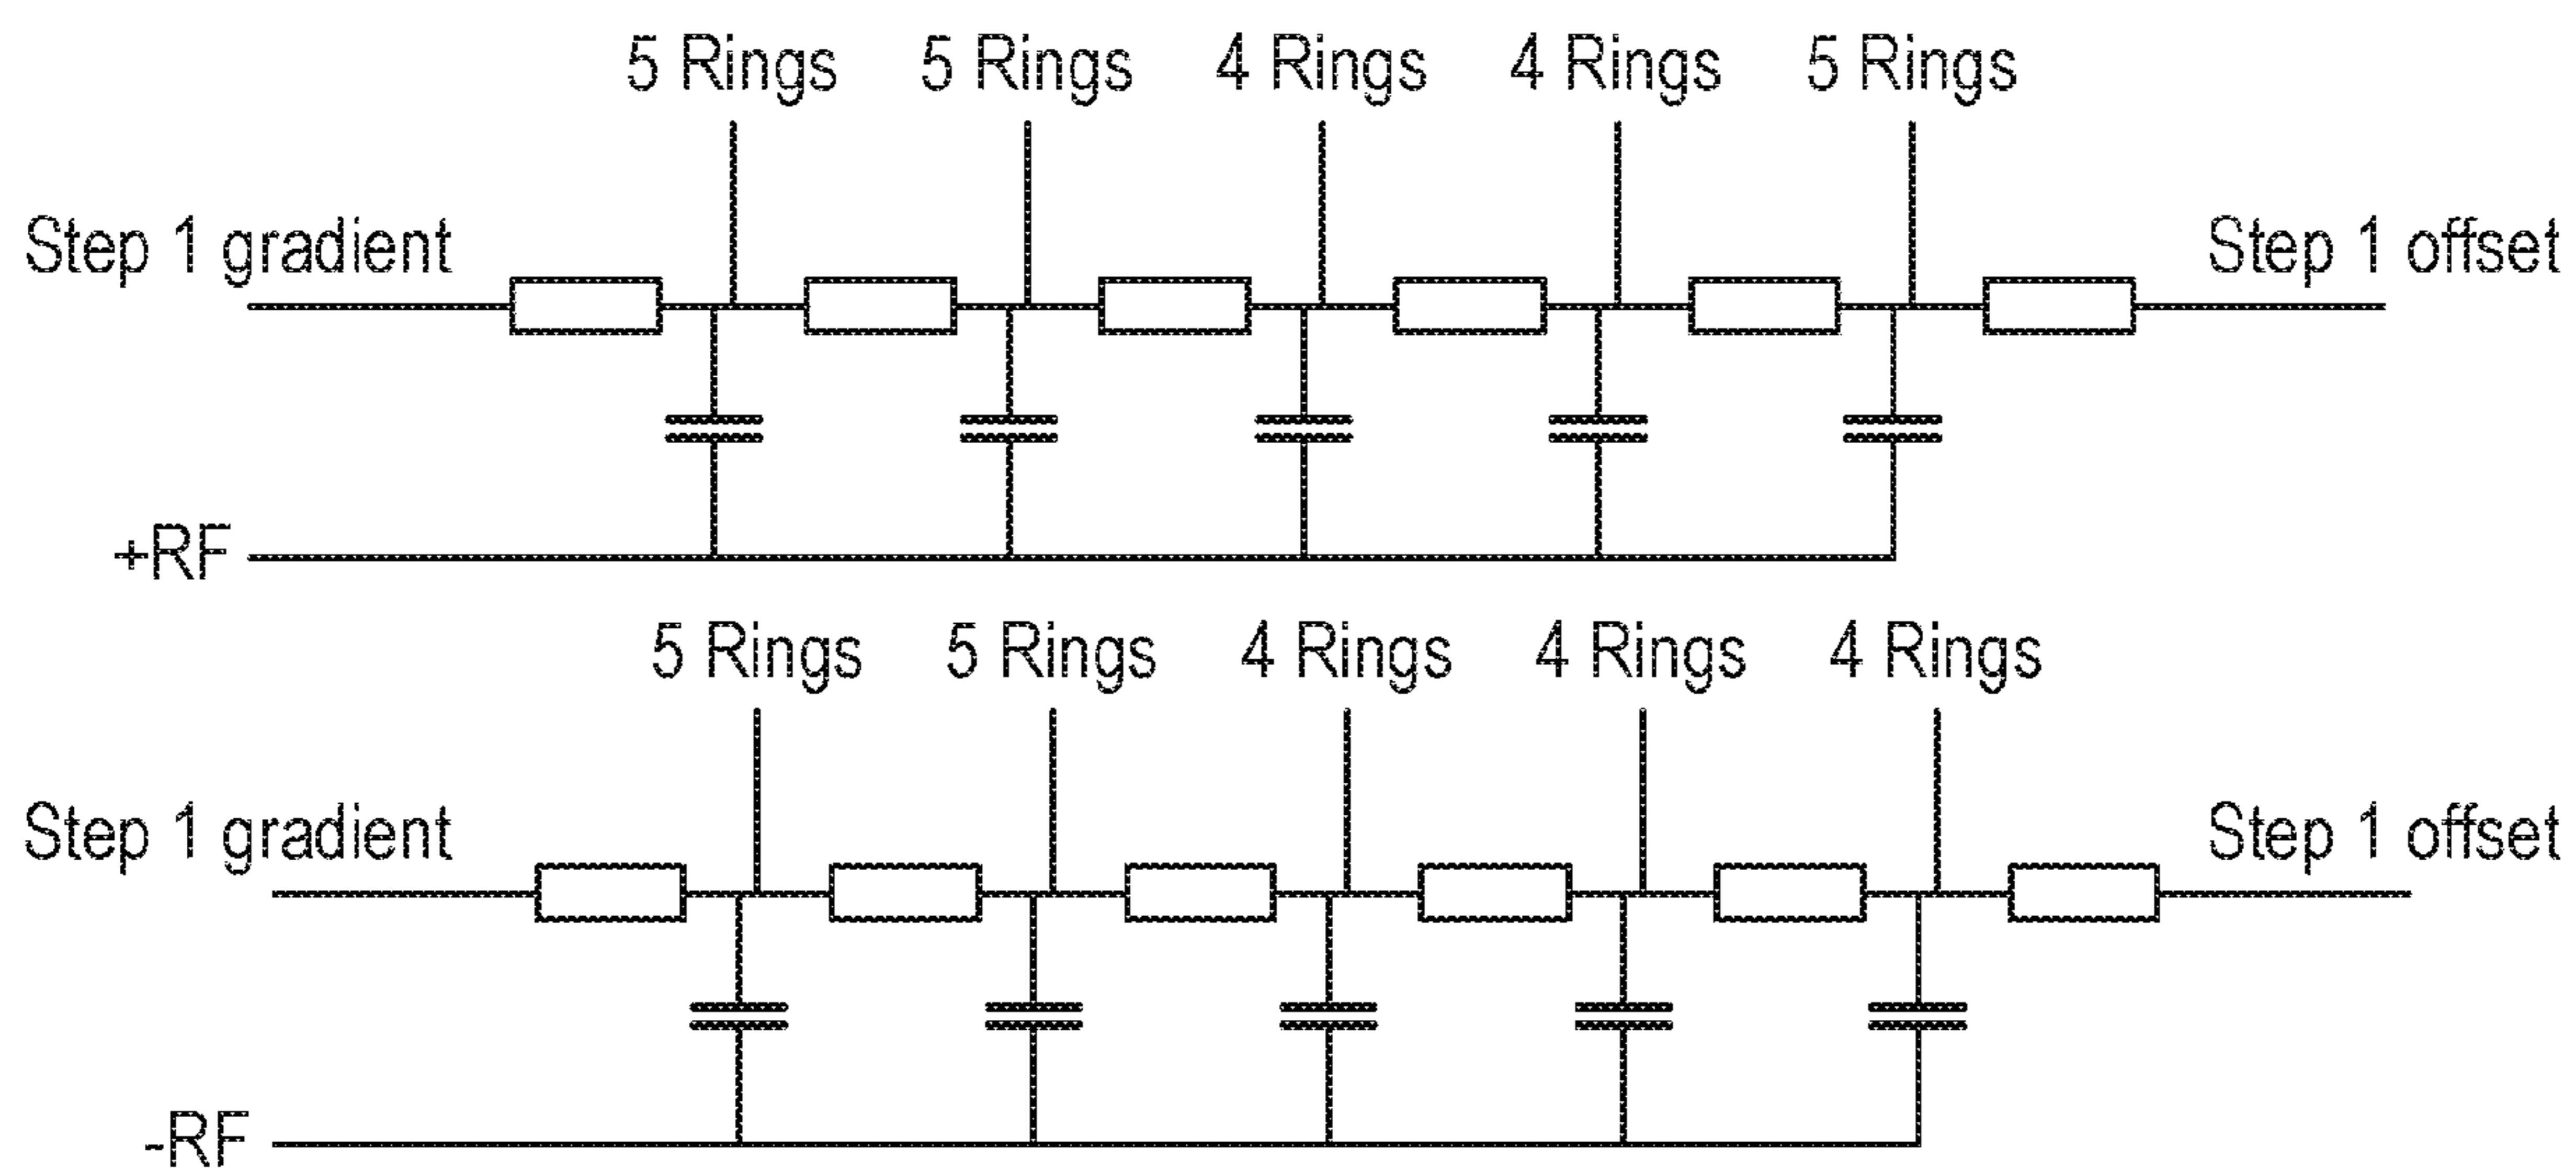 5 Rings 5 Rings 4 Rings 4 Rings 5 Rings
Step 1 gradient Step 1 offset
+RF
5 Rings 5 Rings 4 Rings 4 Rings 4 Rings
Step 1 gradient Step 1 offset
-RF